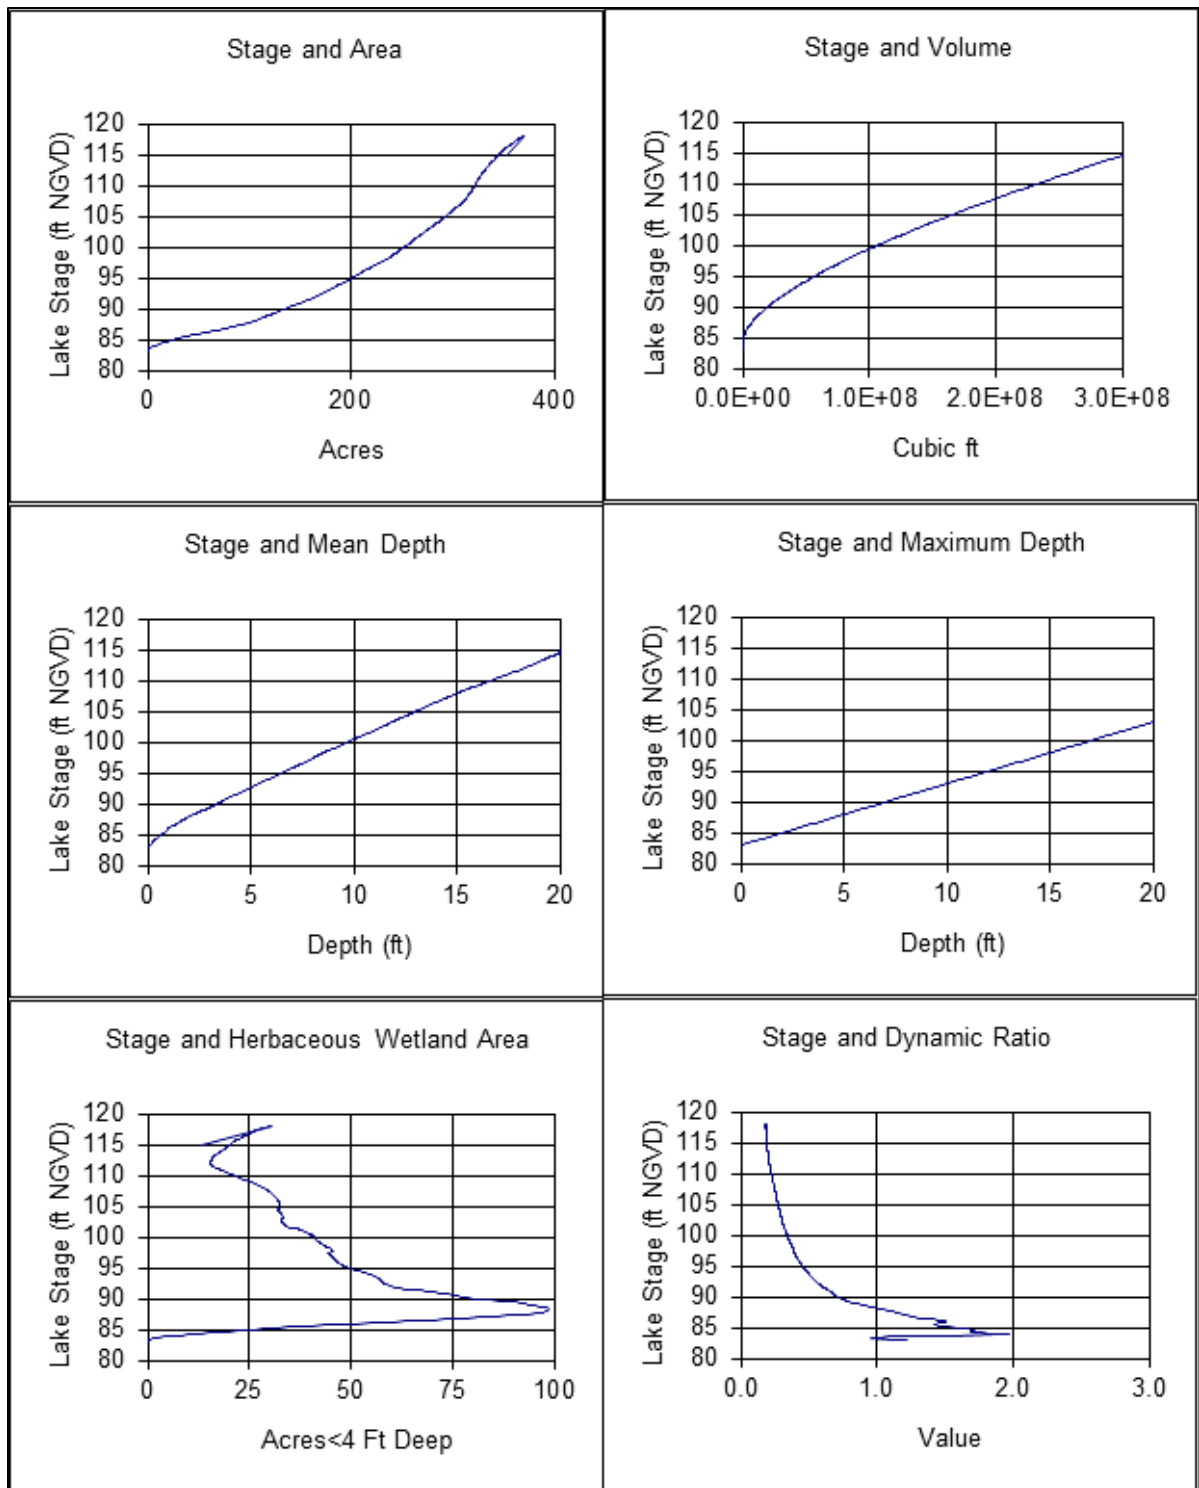 Stage and Area
Lake Stage (ft NGVD)
120
115
110
105
100
95
90
85
80
0 200 400
Acres
Stage and Volume
Lake Stage (ft NGVD)
120
115
110
105
100
95
90
85
80
0.0E+00 1.0E+08 2.0E+08 3.0E+08
Cubic ft
Stage and Mean Depth
Lake Stage (ft NGVD)
120
115
110
105
100
95
90
85
80
0 5 10 15 20
Depth (ft)
Stage and Maximum Depth
Lake Stage (ft NGVD)
120
115
110
105
100
95
90
85
80
0 5 10 15 20
Depth (ft)
Stage and Herbaceous Wetland Area
Lake Stage (ft NGVD)
120
115
110
105
100
95
90
85
80
0 25 50 75 100
Acres<4 Ft Deep
Stage and Dynamic Ratio
Lake Stage (ft NGVD)
120
115
110
105
100
95
90
85
80
0.0 1.0 2.0 3.0
Value